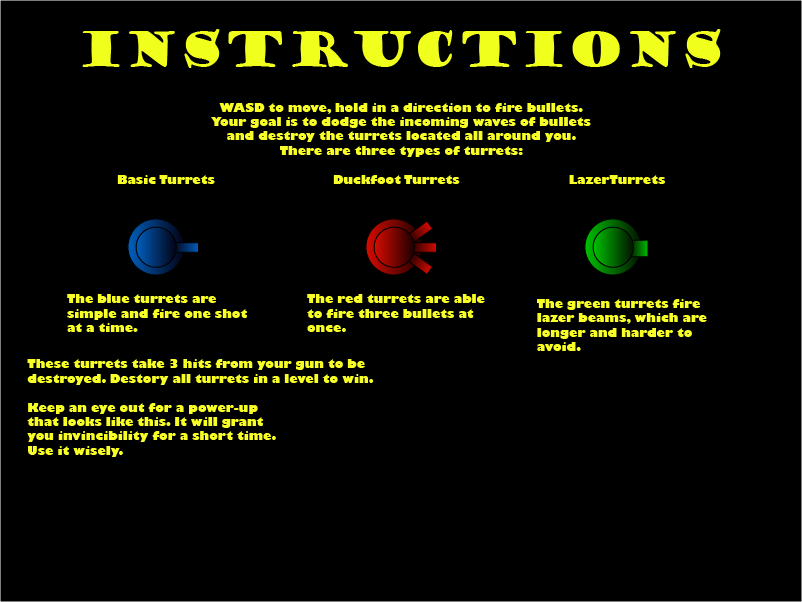 INSTRUCTIONS
WASD to move, hold in a direction to fire bullets.
Your goal is to dodge the incoming waves of bullets
and destroy the turrets located all around you.
There are three types of turrets:
Basic Turrets
Duckfoot Turrets
LazerTurrets
The blue turrets are
simple and fire one shot
at a time.
The red turrets are able
to fire three bullets at
once.
The green turrets fire
lazer beams, which are
longer and harder to
avoid.
These turrets take 3 hits from your gun to be
destroyed. Destory all turrets in a level to win.
Keep an eye out for a power-up
that looks like this. It will grant
you invincibility for a short time.
Use it wisely.